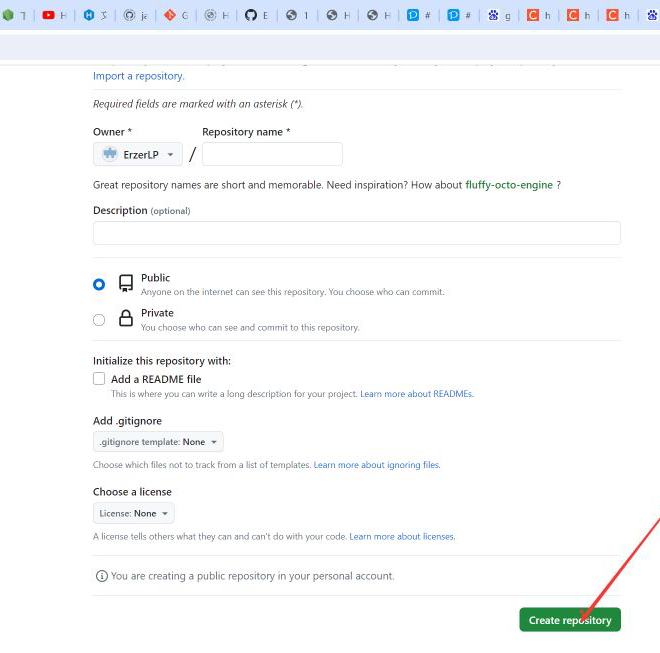 Import a repository.
Required fields are marked with an asterisk (*).
Owner * Repository name *
ErzerLP /
Great repository names are short and memorable. Need inspiration? How about fluffy-octo-engine ?
Description (optional)
Public
Anyone on the internet can see this repository. You choose who can commit.
Private
You choose who can see and commit to this repository.
Initialize this repository with:
Add a README file
This is where you can write a long description for your project. Learn more about READMEs.
Add .gitignore
.gitignore template: None
Choose which files not to track from a list of templates. Learn more about ignoring files.
Choose a license
License: None
A license tells others what they can and can't do with your code. Learn more about licenses.
You are creating a public repository in your personal account.
Create repository